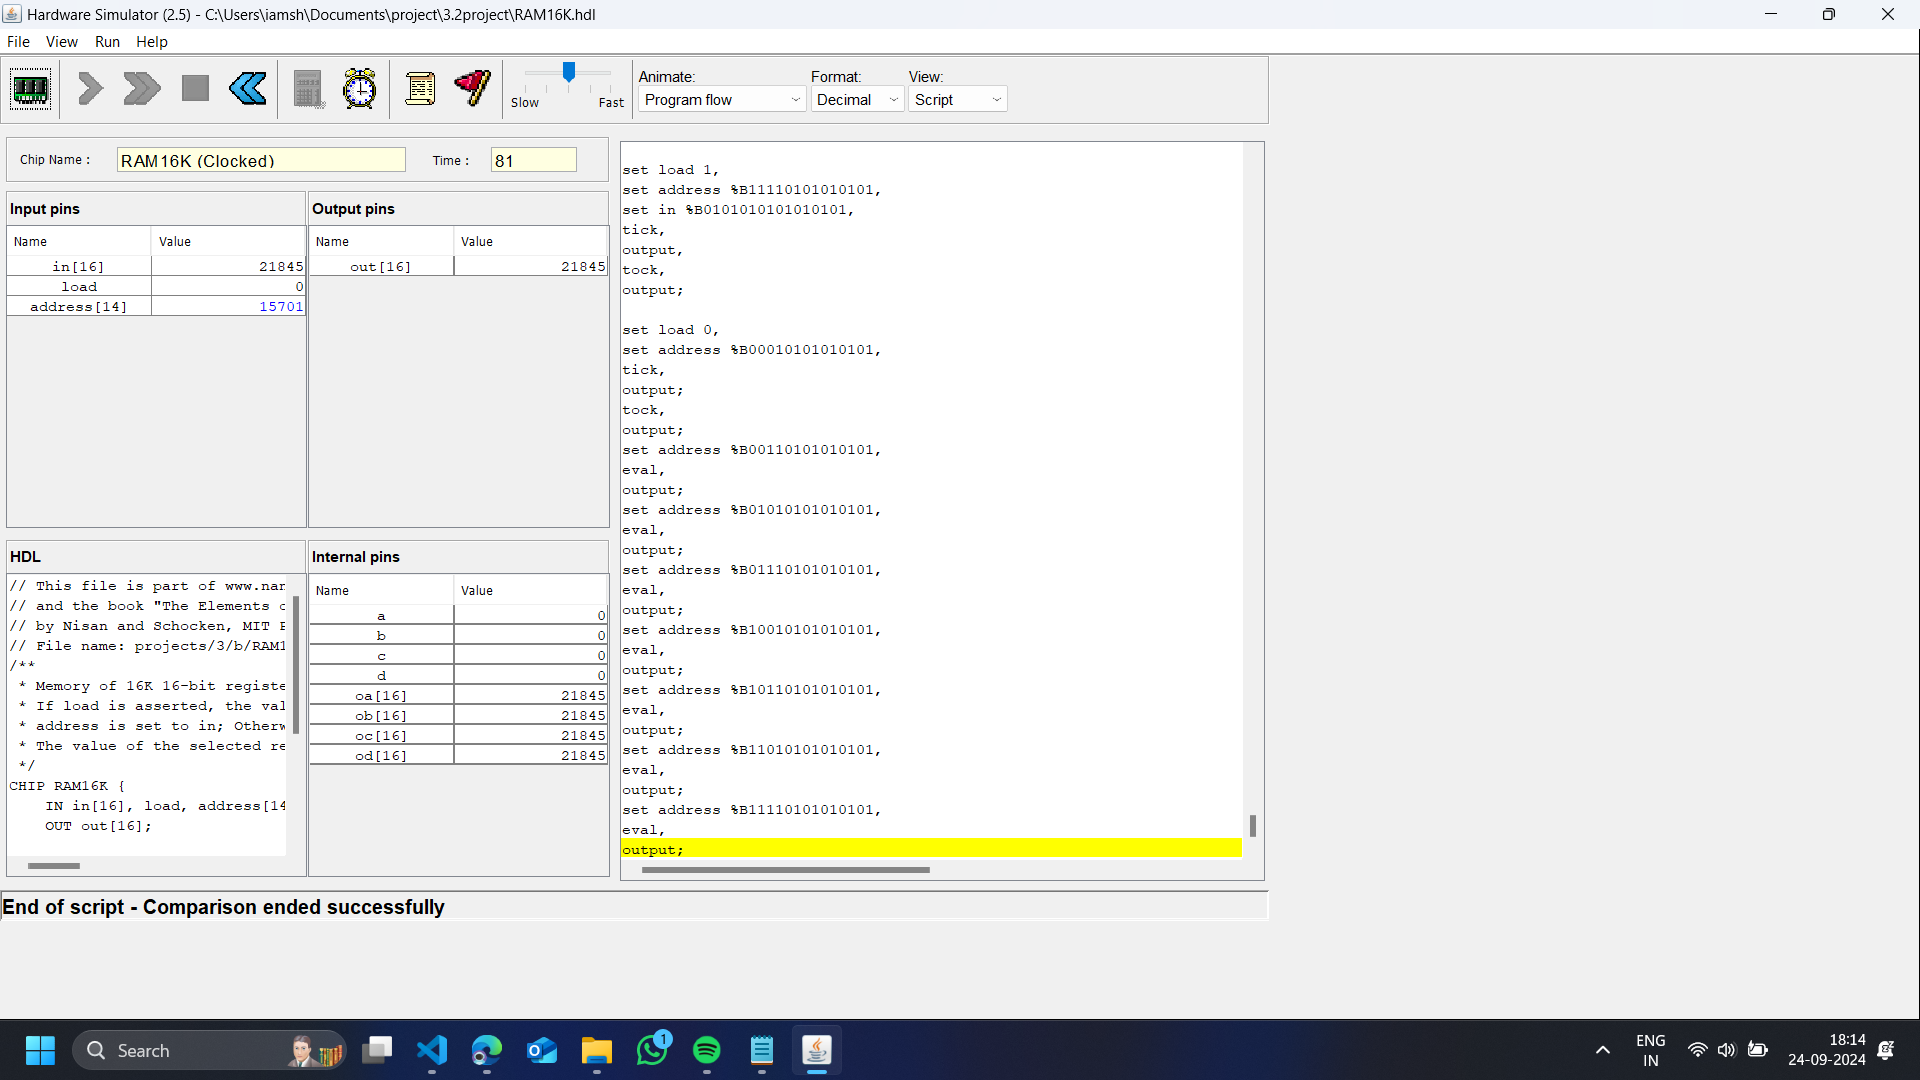 Hardware Simulator (2.5) - C:\Users\iamsh\Documents\project\3.2project\RAM16K.hdl
File View Run Help
Slow Fast
Animate: Format: View:
Program flow Decimal Script
Chip Name : RAM16K (Clocked) Time : 81
Input pins
Name Value
in[16] 21845
load 0
address[14] 15701
Output pins
Name Value
out[16] 21845
HDL
// This file is part of www.nan
// and the book "The Elements o
// by Nisan and Schocken, MIT P
// File name: projects/3/b/RAM1
/**
* Memory of 16K 16-bit registe
* If load is asserted, the val
* address is set to in; Otherw
* The value of the selected re
*/
CHIP RAM16K {
IN in[16], load, address[14
OUT out[16];
Internal pins
Name Value
a 0
b 0
c 0
d 0
oa[16] 21845
ob[16] 21845
oc[16] 21845
od[16] 21845
set load 1,
set address %B11110101010101,
set in %B0101010101010101,
tick,
output,
tock,
output;
set load 0,
set address %B00010101010101,
tick,
output;
tock,
output;
set address %B00110101010101,
eval,
output;
set address %B01010101010101,
eval,
output;
set address %B01110101010101,
eval,
output;
set address %B10010101010101,
eval,
output;
set address %B10110101010101,
eval,
output;
set address %B11010101010101,
eval,
output;
set address %B11110101010101,
eval,
output;
End of script - Comparison ended successfully
Search
1
ENG
IN
18:14
24-09-2024